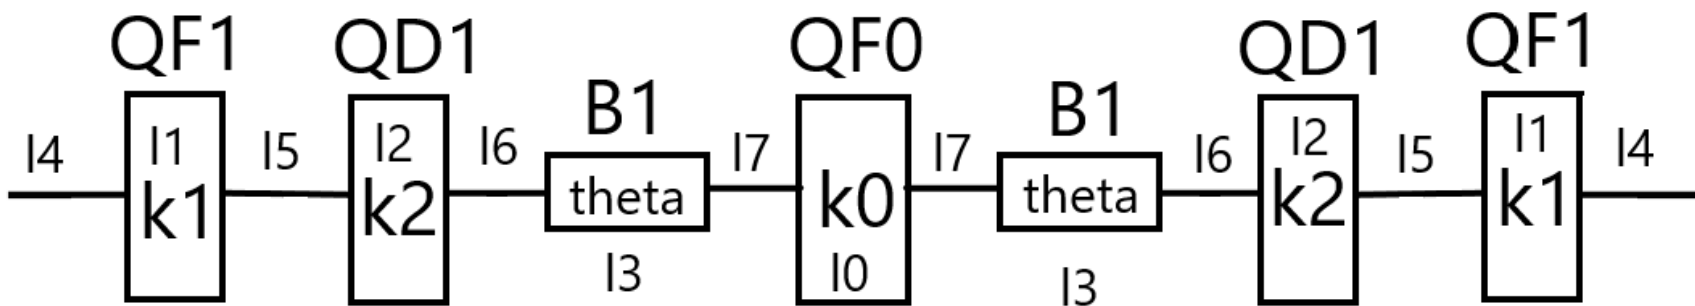 QF1 QD1 B1 QF0 B1 QD1 QF1
l4 l1 l5 l2 l6 l7 l7 l6 l2 l5 l1 l4
k1 k2 theta k0 theta k2 k1
l3 l0 l3